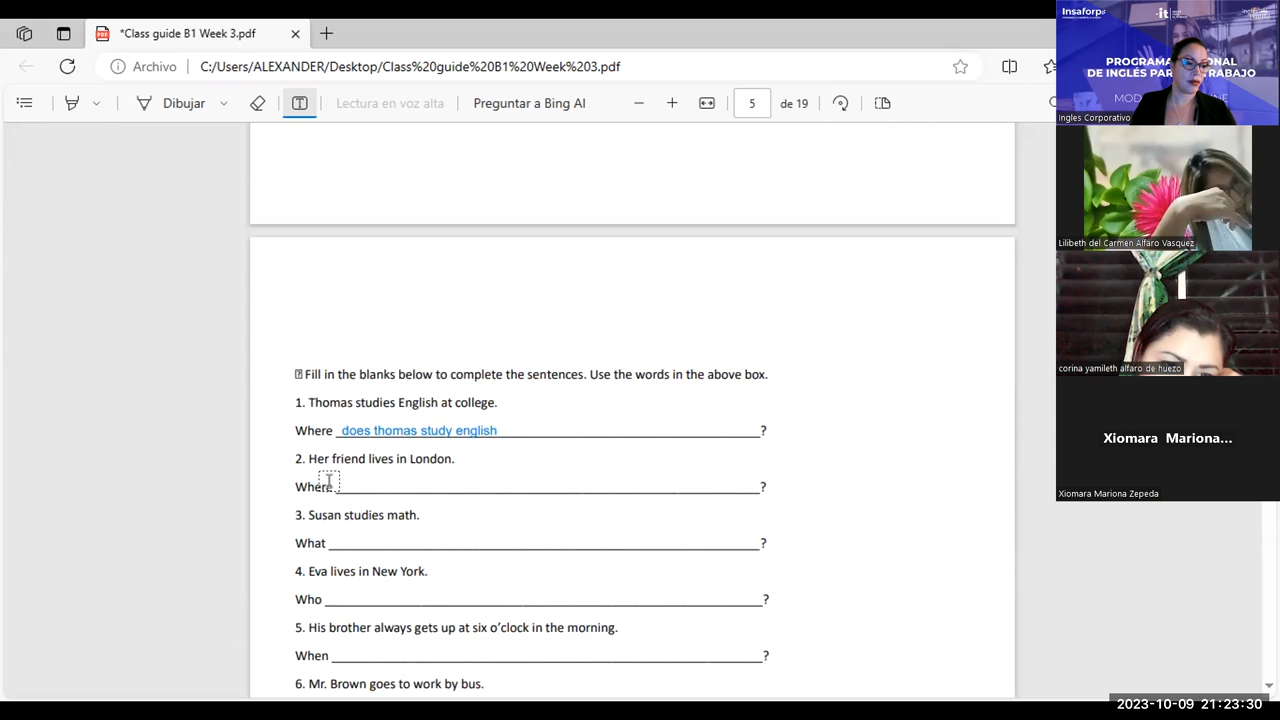 *Class guide B1 Week 3.pdf
Archivo
C:/Users/ALEXANDER/Desktop/Class%20guide%20B1%20Week%203.pdf
Dibujar
Lectura en voz alta
Preguntar a Bing AI
5
de 19
Fill in the blanks below to complete the sentences. Use the words in the above box.
1. Thomas studies English at college.
Where does thomas study english ?
2. Her friend lives in London.
Where ?
3. Susan studies math.
What ?
4. Eva lives in New York.
Who ?
5. His brother always gets up at six o'clock in the morning.
When ?
6. Mr. Brown goes to work by bus.
Insaforp
it
Ingles Corporativo
Lilibeth del Carmen Alfaro Vasquez
corina yamileth alfaro de huezo
Xiomara Mariona...
Xiomara Mariona Zepeda
2023-10-09 21:23:30